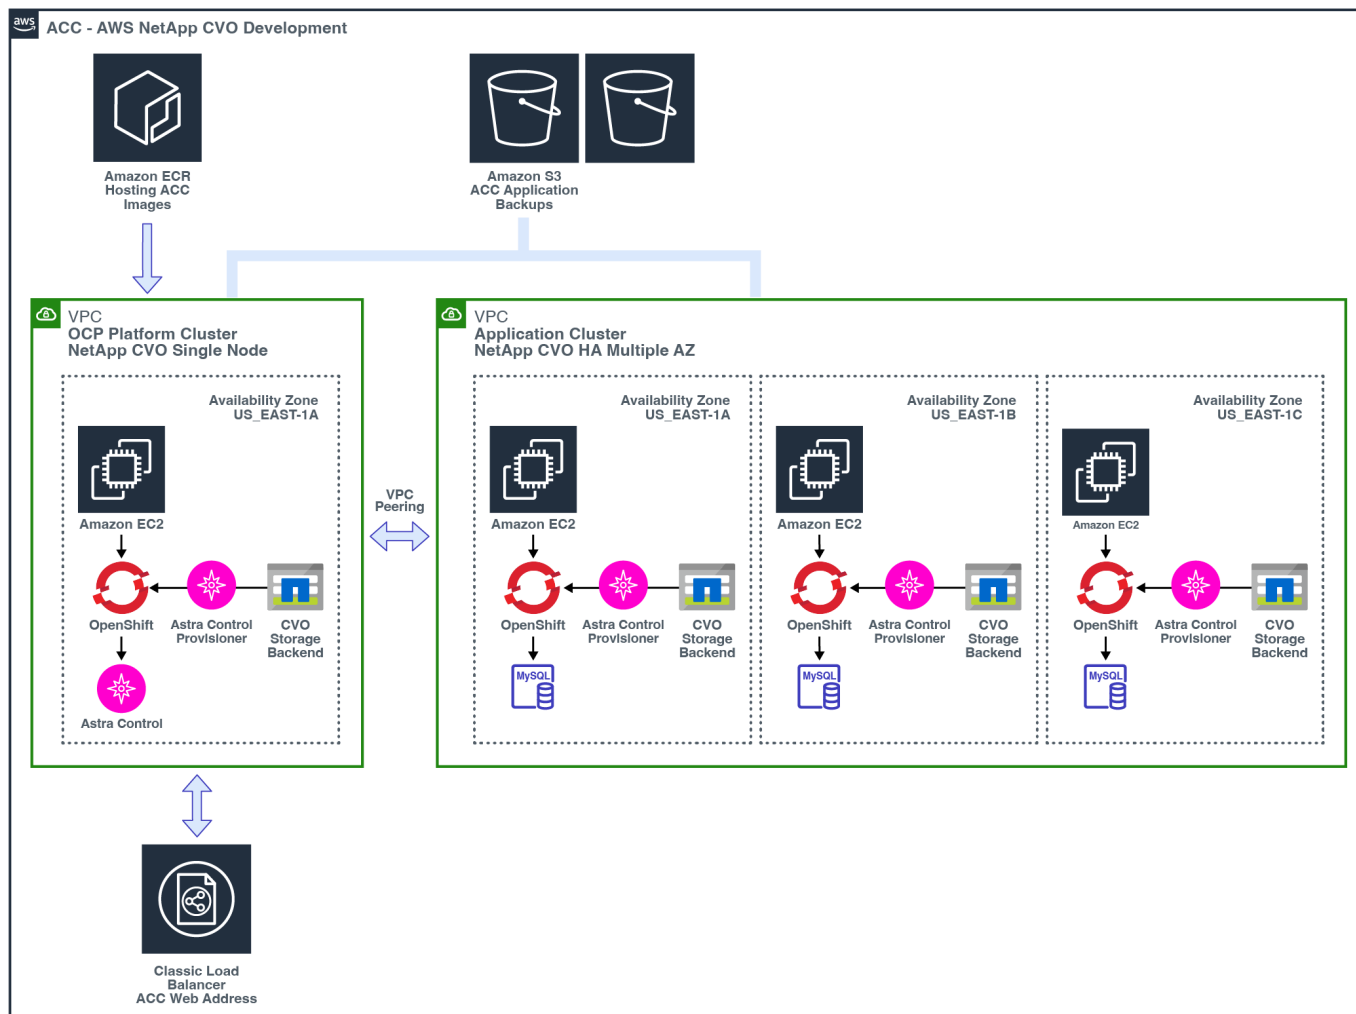 aws
ACC - AWS NetApp CVO Development
Amazon ECR
Hosting ACC
Images
Amazon S3
ACC Application
Backups
VPC
OCP Platform Cluster
NetApp CVO Single Node
Availability Zone
US_EAST-1A
Amazon EC2
OpenShift
Astra Control
Provisioner
CVO
Storage
Backend
Astra Control
VPC
Peering
VPC
Application Cluster
NetApp CVO HA Multiple AZ
Availability Zone
US_EAST-1A
Amazon EC2
OpenShift
Astra Control
Provisioner
CVO
Storage
Backend
MySQL
Availability Zone
US_EAST-1B
Amazon EC2
OpenShift
Astra Control
Provisioner
CVO
Storage
Backend
MySQL
Availability Zone
US_EAST-1C
Amazon EC2
OpenShift
Astra Control
Provisioner
CVO
Storage
Backend
MySQL
Classic Load
Balancer
ACC Web Address